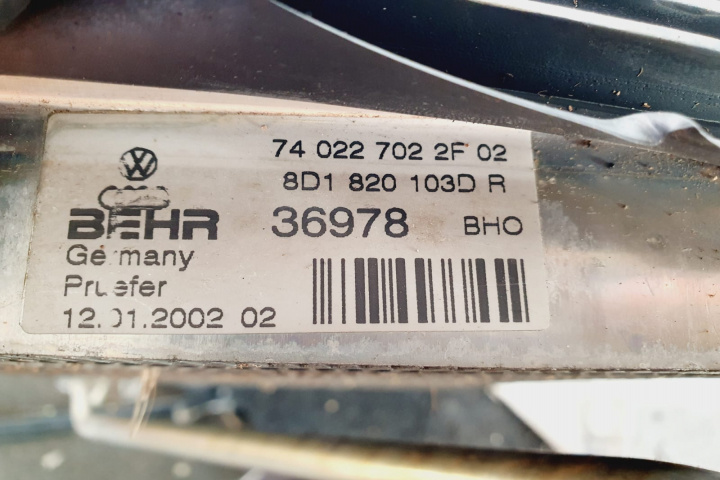 74 022 702 2F 02
8D1 820 103D R
BEHR 36978 BHO
Germany
Pruefer
12.01.2002 02